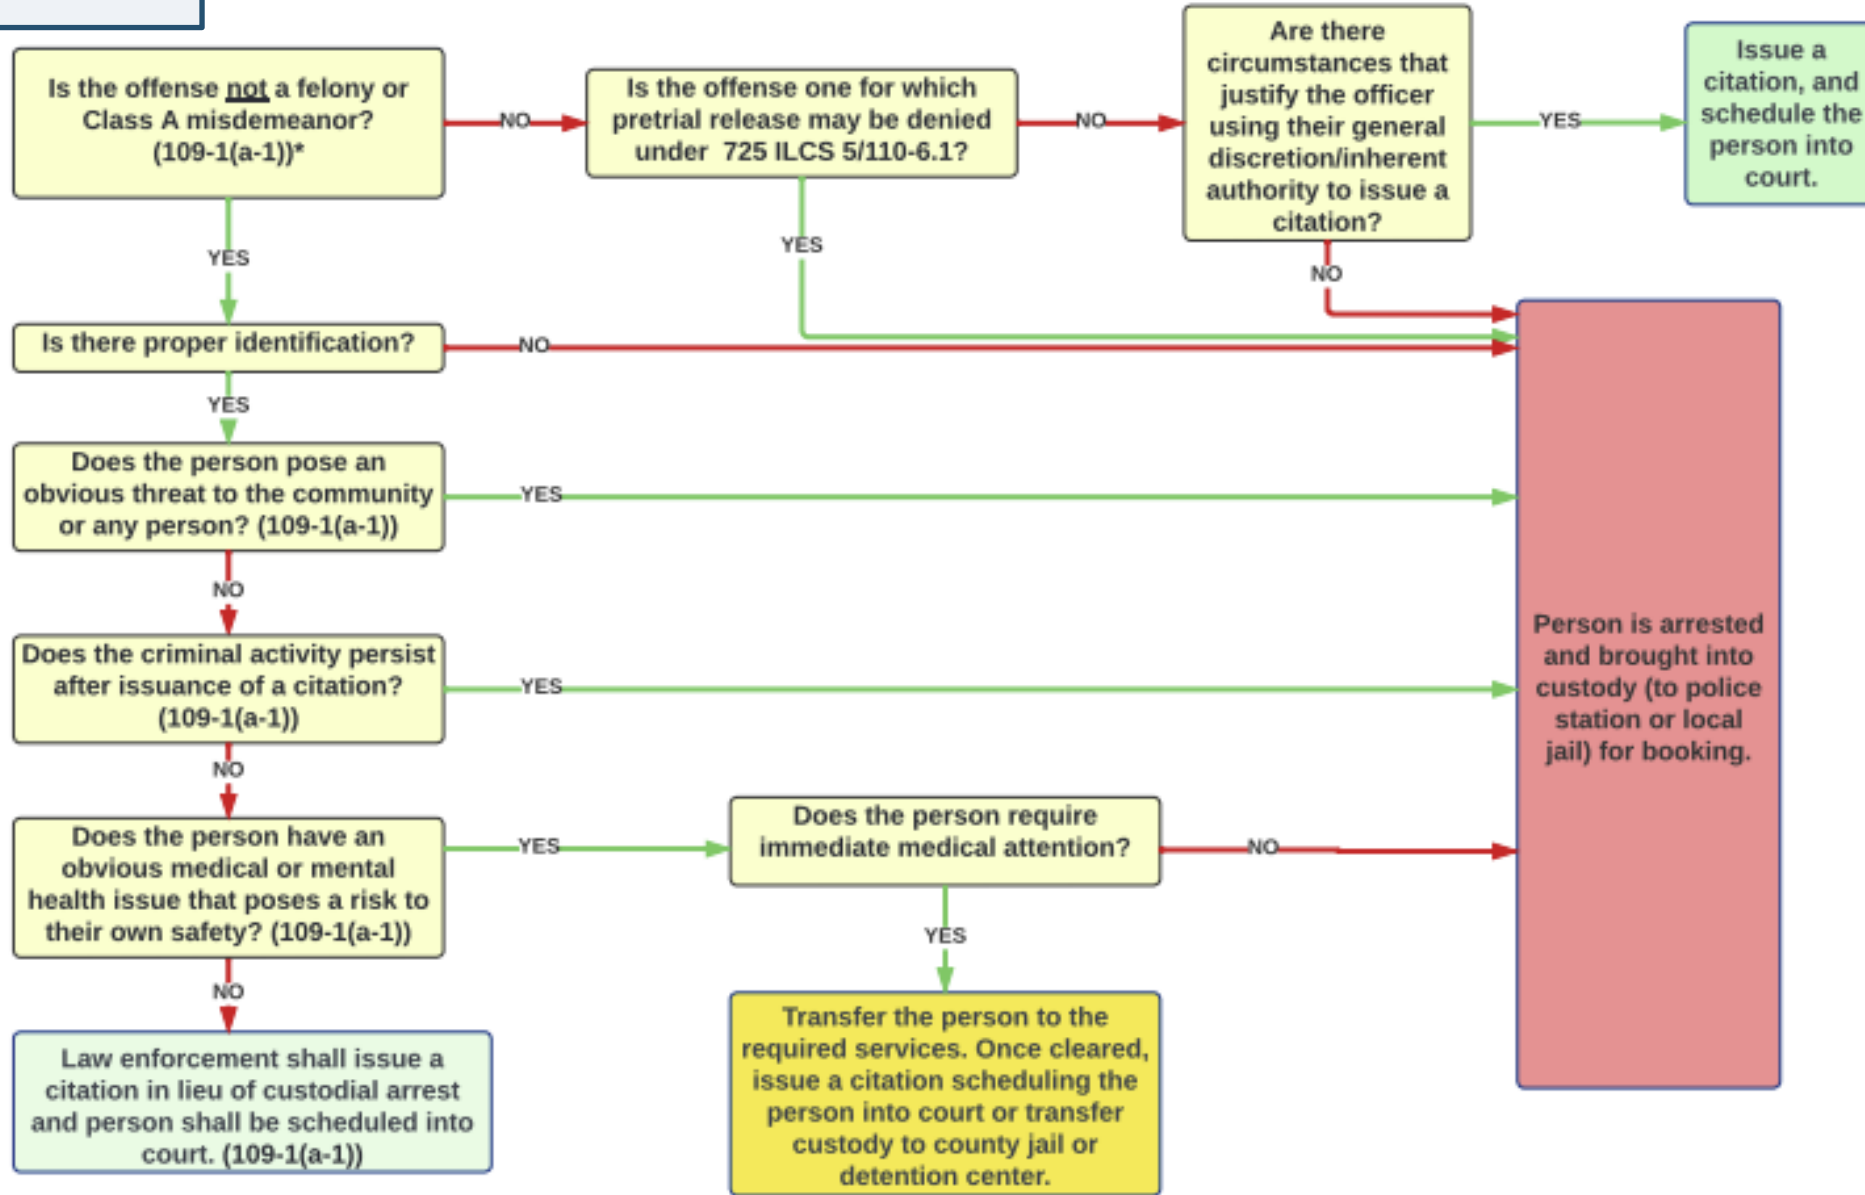 Is the offense not a felony or
Class A misdemeanor?
(109-1(a-1))*
NO
Is the offense one for which
pretrial release may be denied
under 725 ILCS 5/110-6.1?
NO
Are there
circumstances that
justify the officer
using their general
discretion/inherent
authority to issue a
citation?
YES
Issue a
citation, and
schedule the
person into
court.
YES
YES
NO
Is there proper identification?
NO
YES
Does the person pose an
obvious threat to the community
or any person? (109-1(a-1))
YES
NO
Does the criminal activity persist
after issuance of a citation?
(109-1(a-1))
YES
Person is arrested
and brought into
custody (to police
station or local
jail) for booking.
NO
Does the person have an
obvious medical or mental
health issue that poses a risk to
their own safety? (109-1(a-1))
YES
Does the person require
immediate medical attention?
NO
YES
NO
Law enforcement shall issue a
citation in lieu of custodial arrest
and person shall be scheduled into
court. (109-1(a-1))
Transfer the person to the
required services. Once cleared,
issue a citation scheduling the
person into court or transfer
custody to county jail or
detention center.